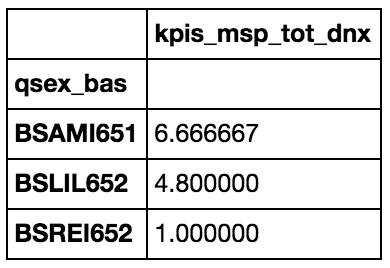 kpis_msp_tot_dnx
qsex_bas
BSAMI651 6.666667
BSLIL652 4.800000
BSREI652 1.000000